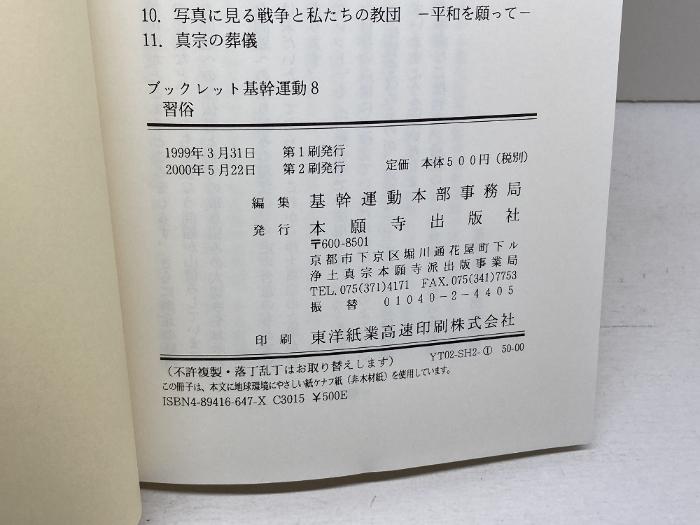 10. 写真に見る戦争と私たちの教団　－平和を願って－
11. 真宗の葬儀
ブックレット基幹運動8
習俗
1999年3月31日　第1刷発行
2000年5月22日　第2刷発行　定価　本体500円(税別)
編集　基幹運動本部事務局
発行　本願寺出版社
〒600-8501
京都市下京区堀川通花屋町下ル
浄土真宗本願寺派出版事業局
TEL.075(371)4171　FAX.075(341)7753
振替　01040-2-4405
印刷　東洋紙業高速印刷株式会社
(不許複製・落丁乱丁はお取り替えします)　YT02-SH2-① 50-00
この冊子は、本文に地球環境にやさしい紙ケナフ紙（非木材紙）を使用しています。
ISBN4-89416-647-X C3015 ¥500E